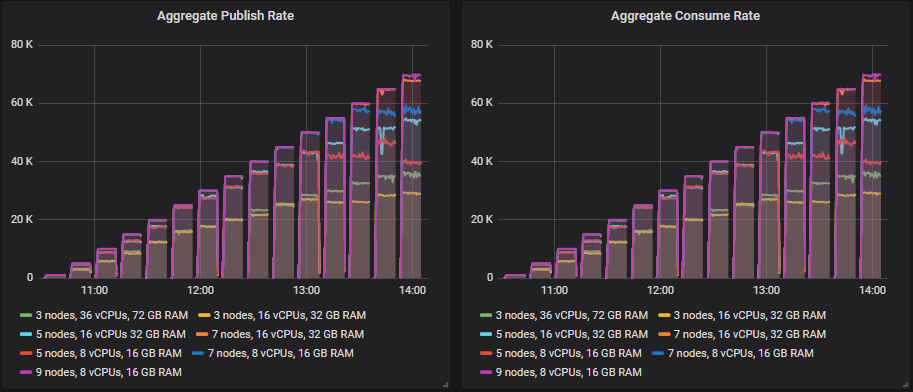 Aggregate Publish Rate
80 K
60 K
40 K
20 K
0
11:00 12:00 13:00 14:00
3 nodes, 36 vCPUs, 72 GB RAM 3 nodes, 16 vCPUs, 32 GB RAM
5 nodes, 16 vCPUs 32 GB RAM 7 nodes, 16 vCPUs, 32 GB RAM
5 nodes, 8 vCPUs, 16 GB RAM 7 nodes, 8 vCPUs, 16 GB RAM
9 nodes, 8 vCPUs, 16 GB RAM
Aggregate Consume Rate
80 K
60 K
40 K
20 K
0
11:00 12:00 13:00 14:00
3 nodes, 36 vCPUs, 72 GB RAM 3 nodes, 16 vCPUs, 32 GB RAM
5 nodes, 16 vCPUs 32 GB RAM 7 nodes, 16 vCPUs, 32 GB RAM
5 nodes, 8 vCPUs, 16 GB RAM 7 nodes, 8 vCPUs, 16 GB RAM
9 nodes, 8 vCPUs, 16 GB RAM